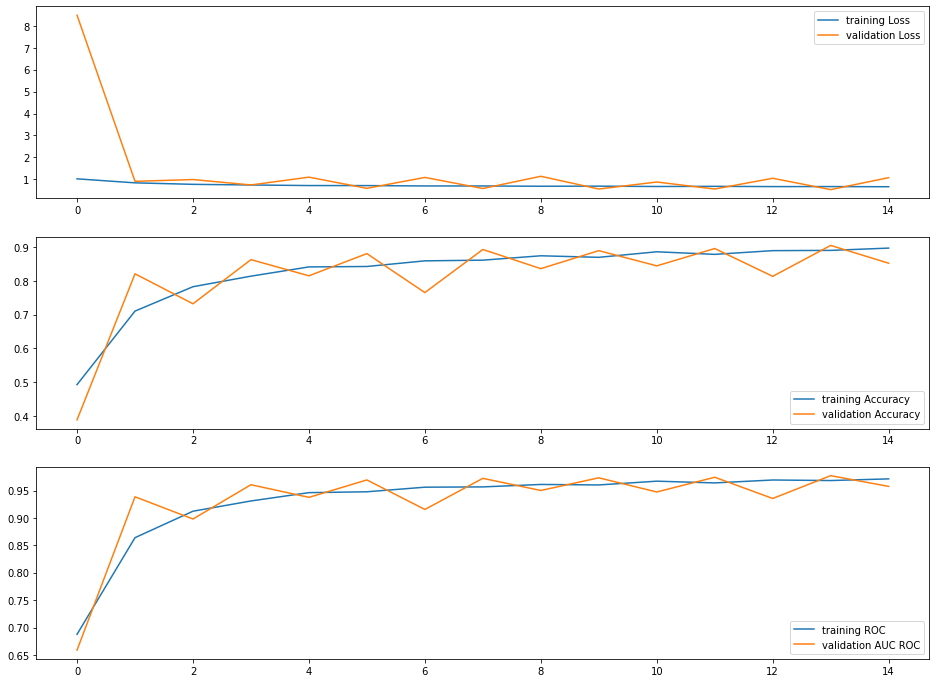 8
7
6
5
4
3
2
1
training Loss
validation Loss
0 2 4 6 8 10 12 14
0.9
0.8
0.7
0.6
0.5
0.4
training Accuracy
validation Accuracy
0 2 4 6 8 10 12 14
0.95
0.90
0.85
0.80
0.75
0.70
0.65
training ROC
validation AUC ROC
0 2 4 6 8 10 12 14